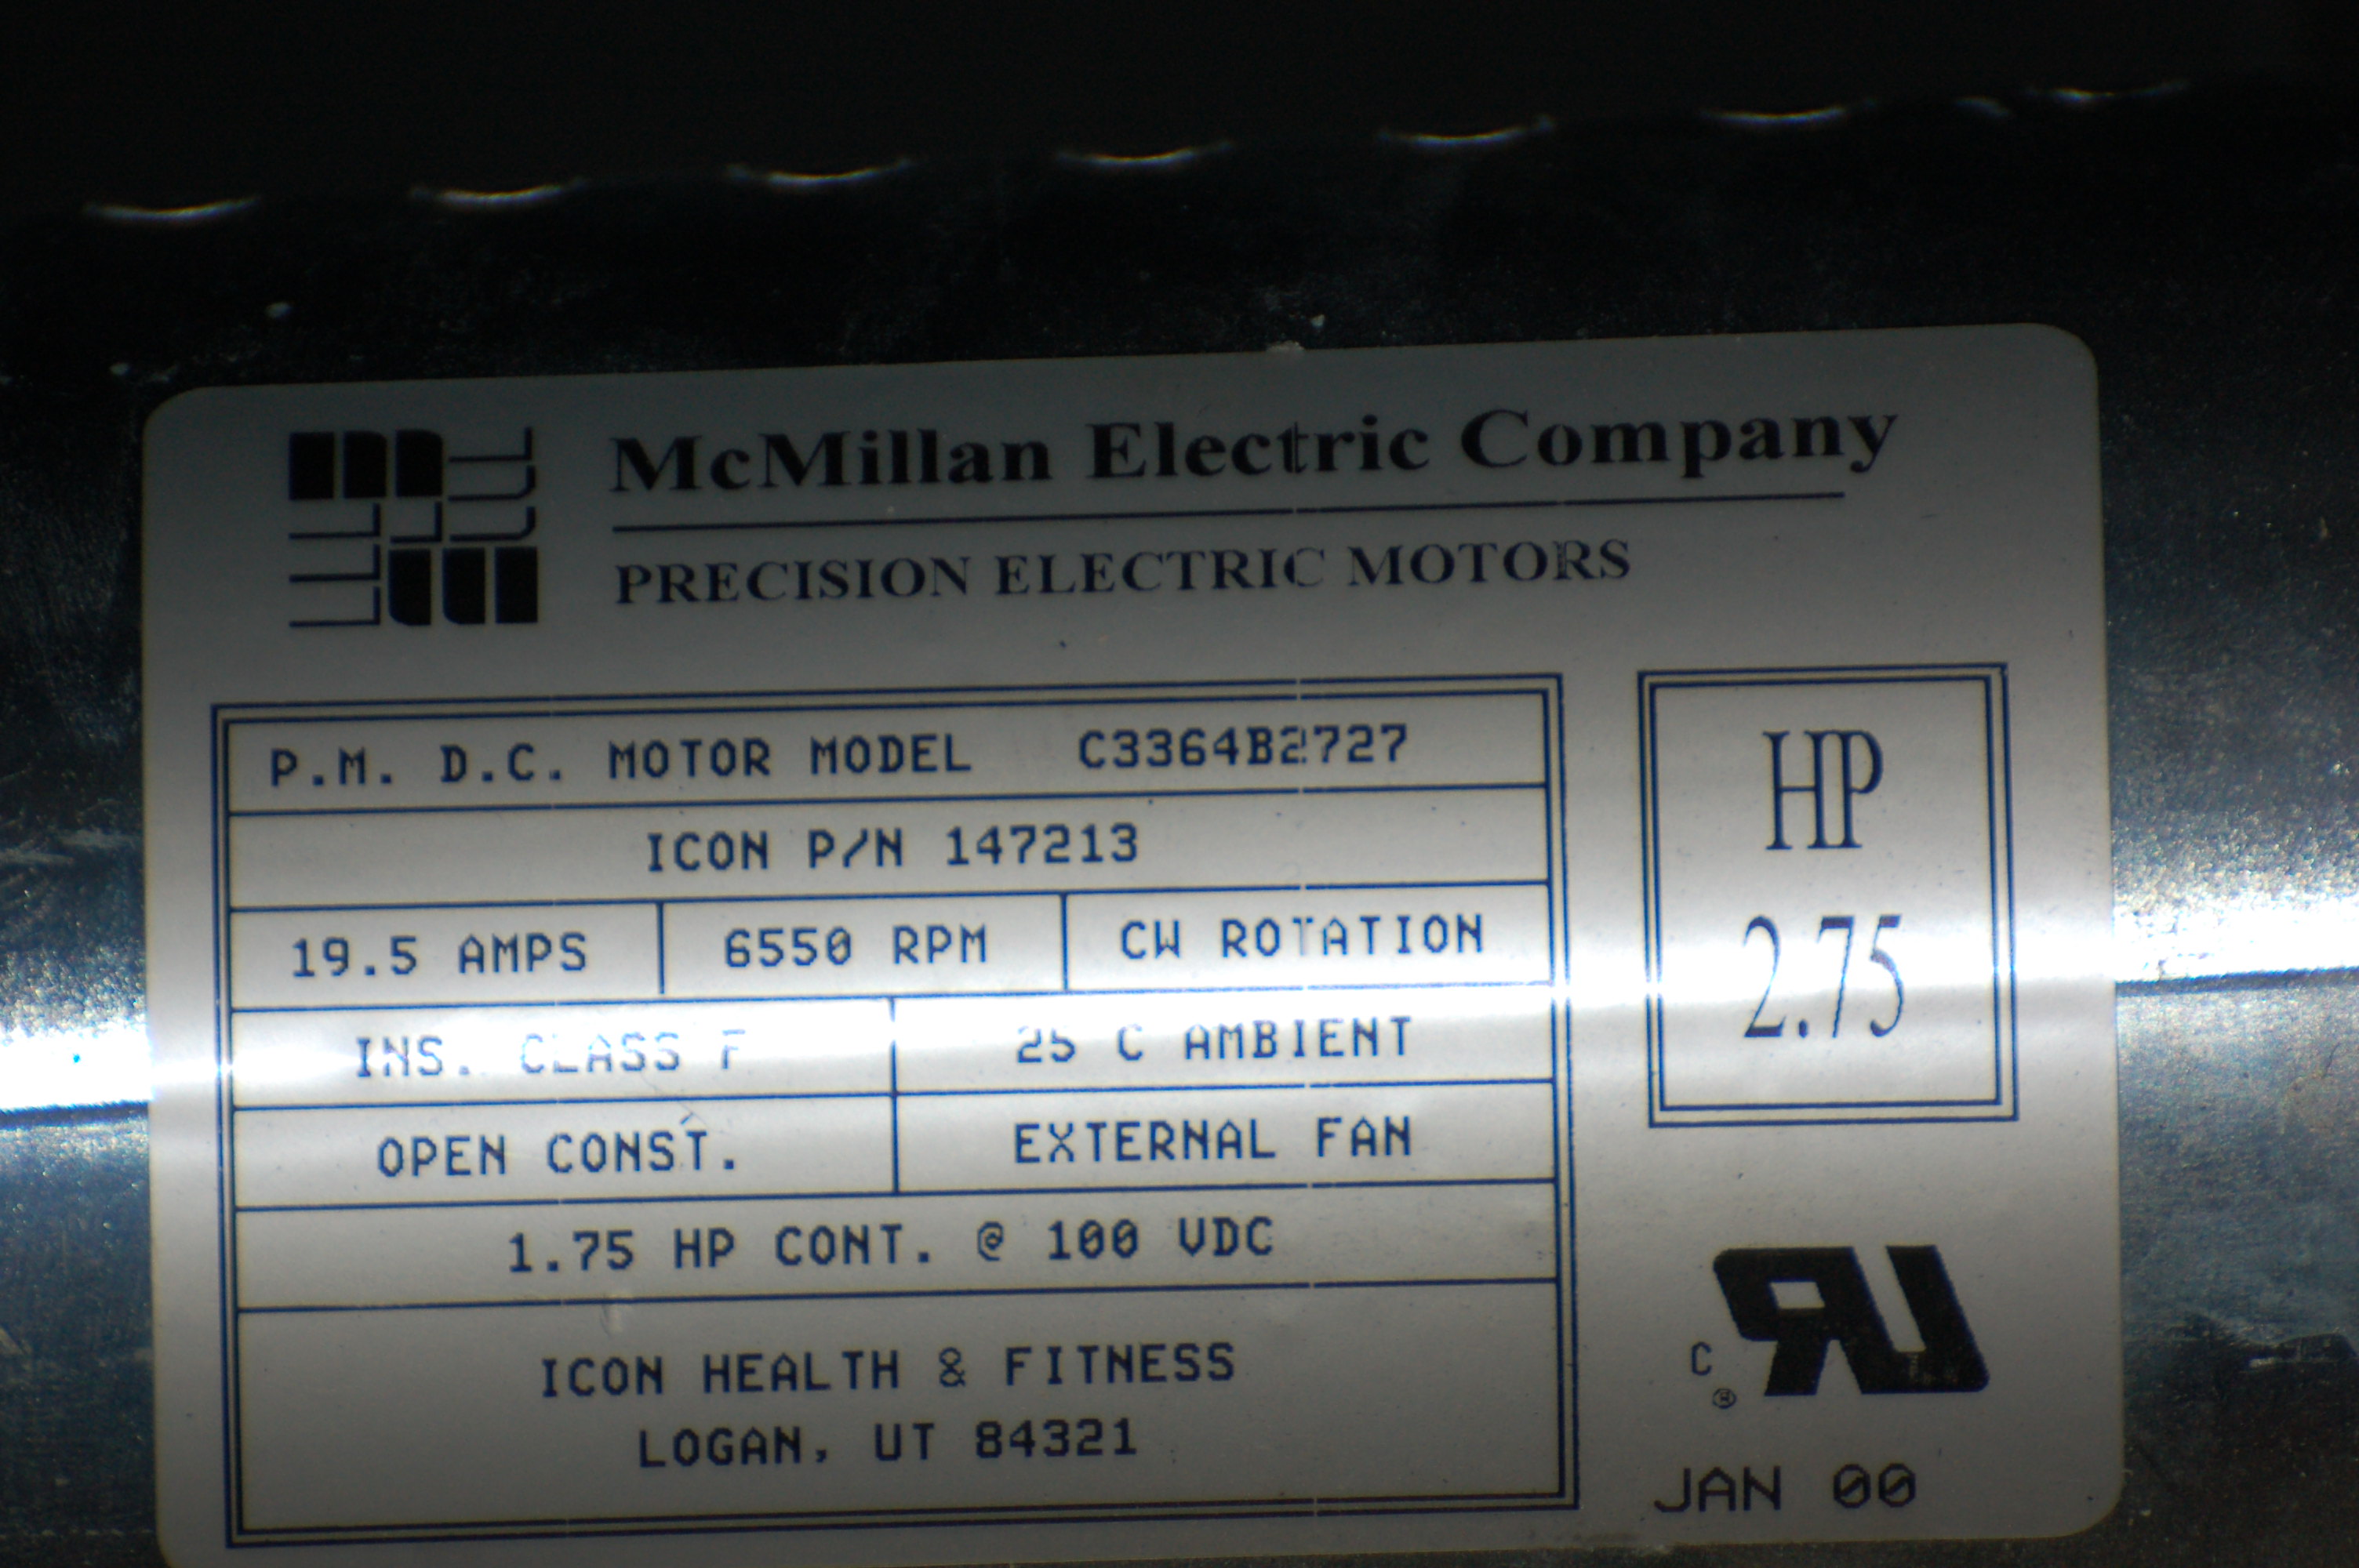 McMillan Electric Company
PRECISION ELECTRIC MOTORS
P.M. D.C. MOTOR MODEL C3364B2727
ICON P/N 147213
19.5 AMPS 6550 RPM CW ROTATION
INS. CLASS F 25 C AMBIENT
OPEN CONST. EXTERNAL FAN
1.75 HP CONT. @ 100 VDC
ICON HEALTH & FITNESS
LOGAN, UT 84321
HP
2.75
C RU ®
JAN 00